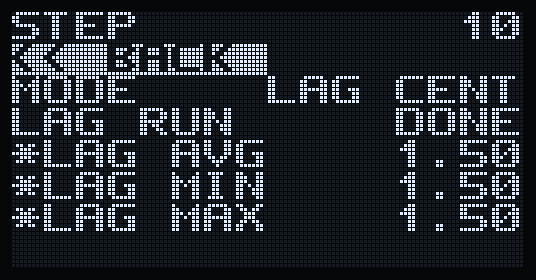 STEP 10
<<BACK<
MODE LAG CENT
LAG RUN DONE
*LAG AVG 1.50
*LAG MIN 1.50
*LAG MAX 1.50